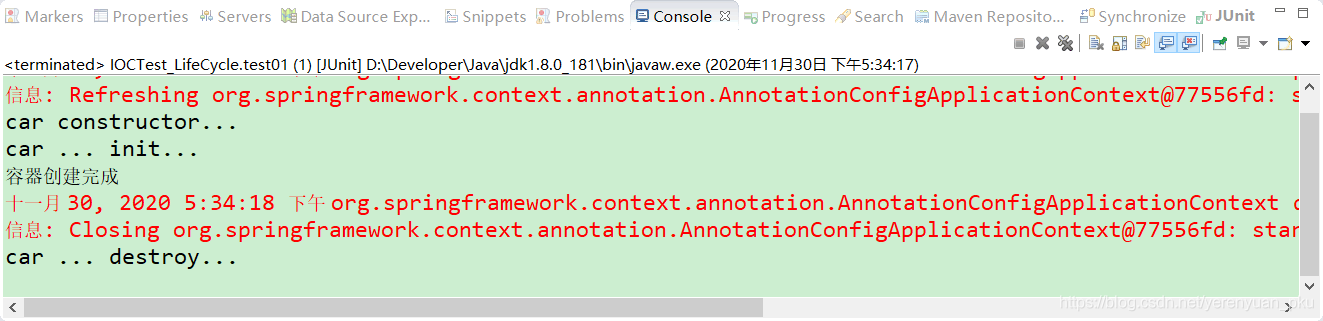 Markers Properties Servers Data Source Exp... Snippets Problems Console Progress Search Maven Reposito... Synchronize JUnit
<terminated> IOCTest_LifeCycle.test01 (1) [JUnit] D:\Developer\Java\jdk1.8.0_181\bin\javaw.exe (2020年11月30日 下午5:34:17)
信息: Refreshing org.springframework.context.annotation.AnnotationConfigApplicationContext@77556fd: st
car constructor...
car ... init...
容器创建完成
十一月 30, 2020 5:34:18 下午 org.springframework.context.annotation.AnnotationConfigApplicationContext
信息: Closing org.springframework.context.annotation.AnnotationConfigApplicationContext@77556fd: star
car ... destroy...
https://blog.csdn.net/yerenyuan_pku